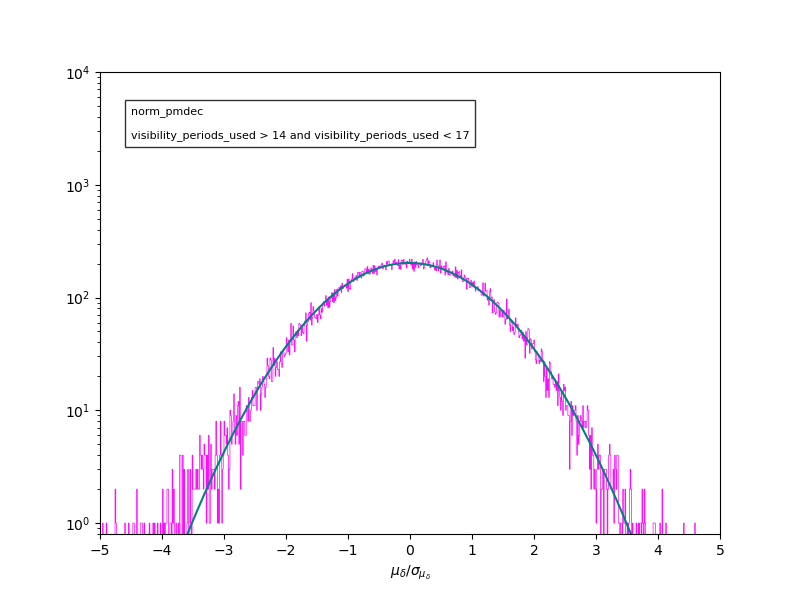 10⁴
norm_pmdec
visibility_periods_used > 14 and visibility_periods_used < 17
10³
10²
10¹
10⁰
−5 −4 −3 −2 −1 0 1 2 3 4 5
μδ/σμδ